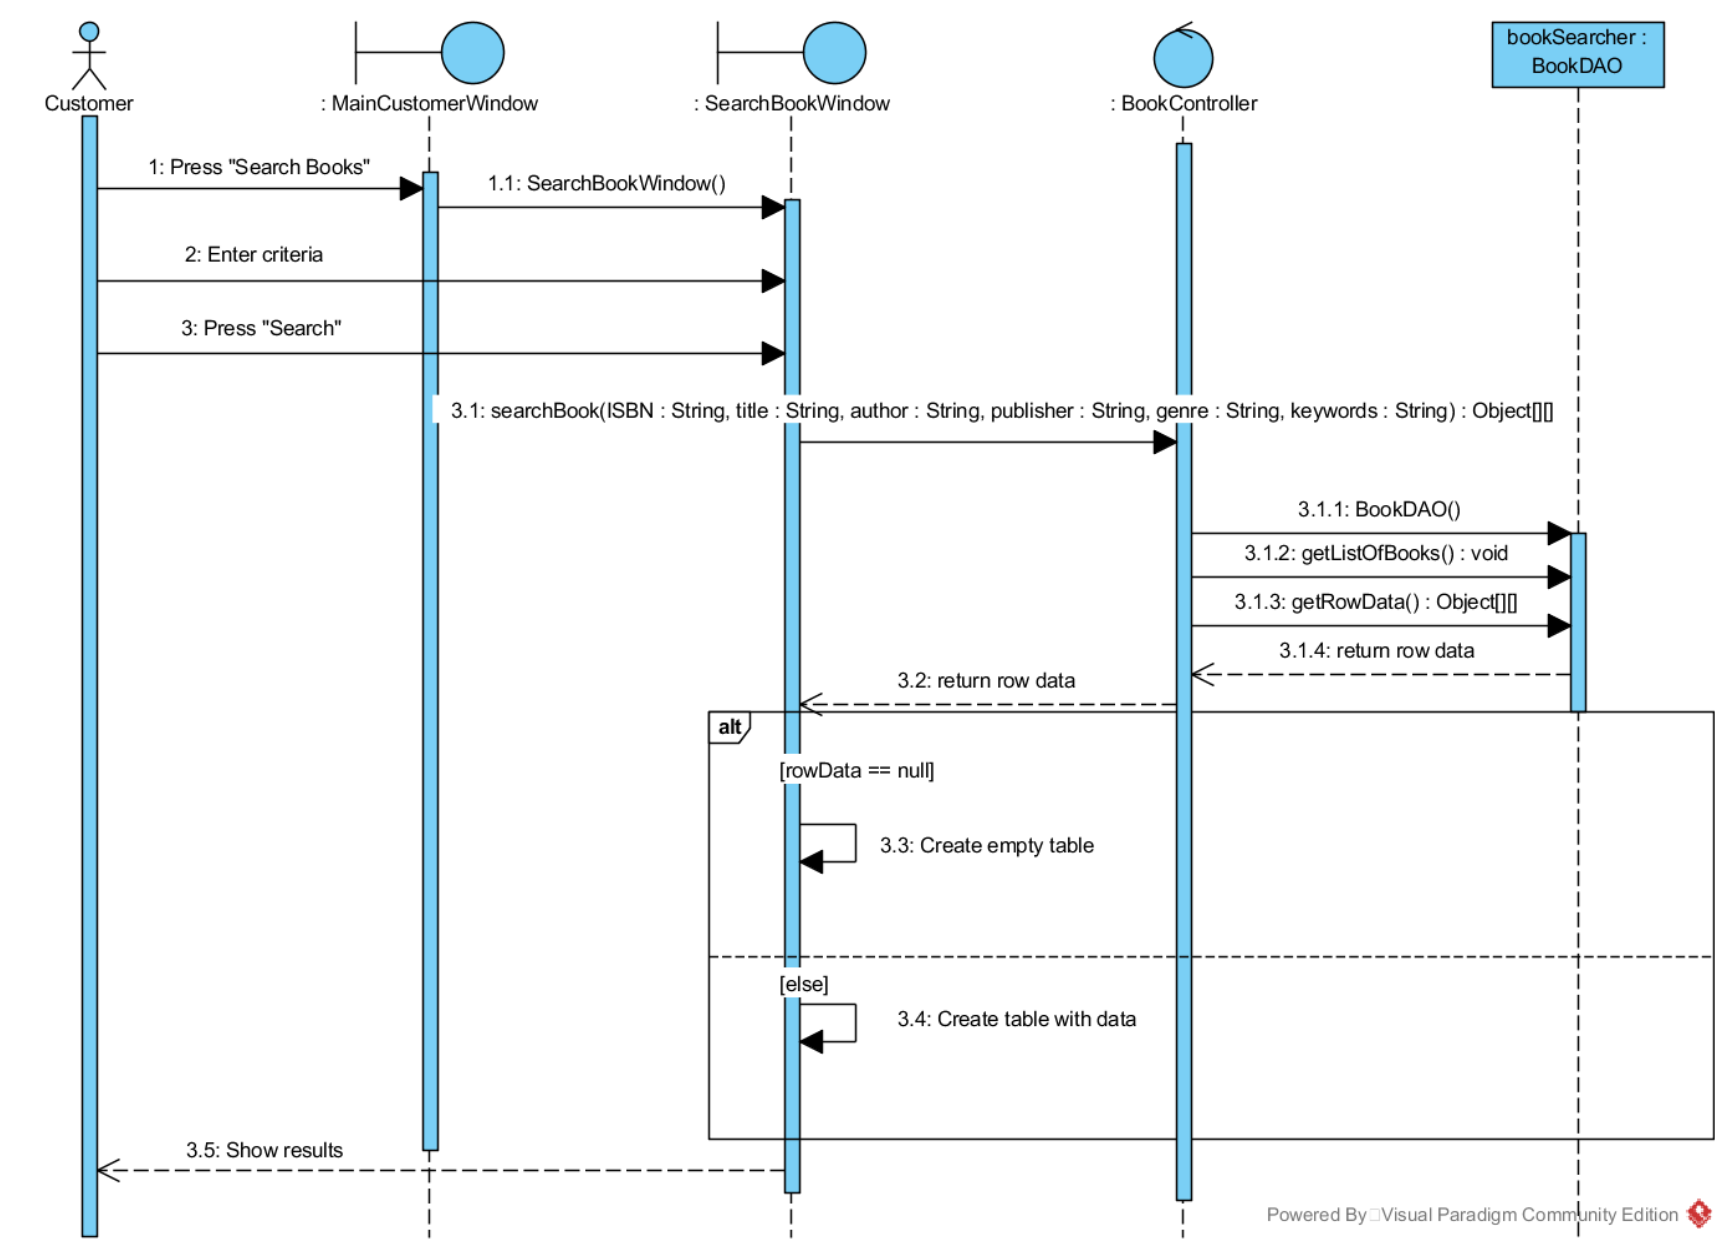 Customer
: MainCustomerWindow
: SearchBookWindow
: BookController
bookSearcher :
BookDAO
1: Press "Search Books"
1.1: SearchBookWindow()
2: Enter criteria
3: Press "Search"
3.1: searchBook(ISBN : String, title : String, author : String, publisher : String, genre : String, keywords : String) : Object[][]
3.1.1: BookDAO()
3.1.2: getListOfBooks() : void
3.1.3: getRowData() : Object[][]
3.1.4: return row data
3.2: return row data
alt
[rowData == null]
3.3: Create empty table
[else]
3.4: Create table with data
3.5: Show results
Powered By Visual Paradigm Community Edition